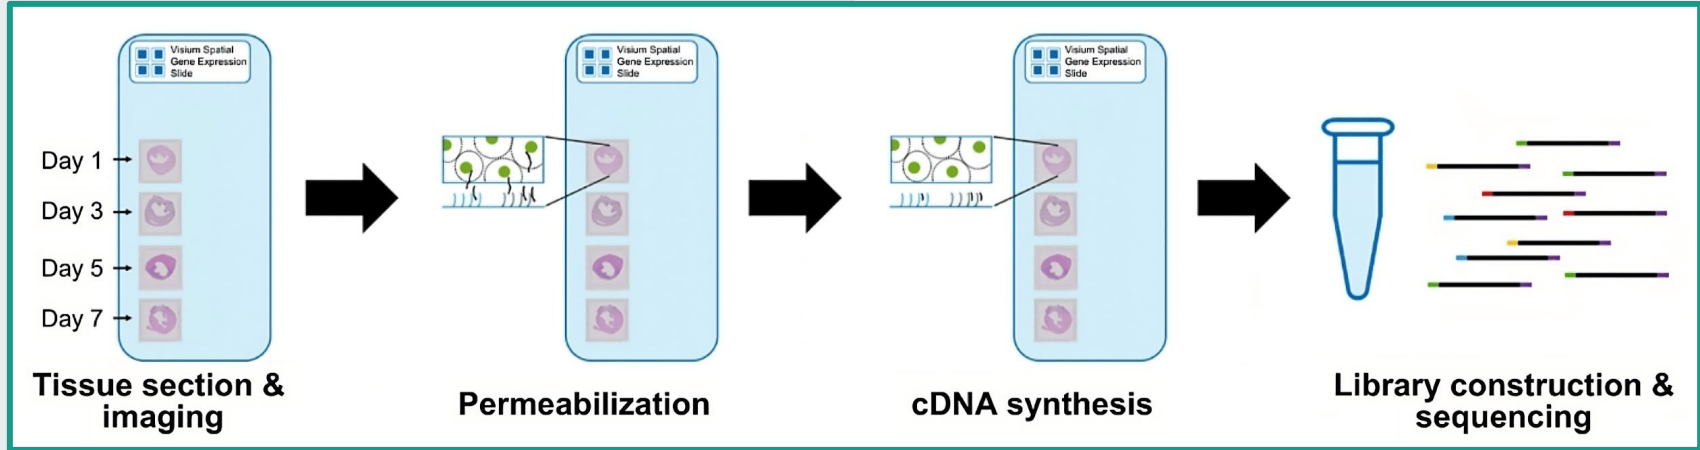 Visium Spatial
Gene Expression
Slide
Day 1
Day 3
Day 5
Day 7
Tissue section &
imaging
Visium Spatial
Gene Expression
Slide
Permeabilization
Visium Spatial
Gene Expression
Slide
cDNA synthesis
Library construction &
sequencing